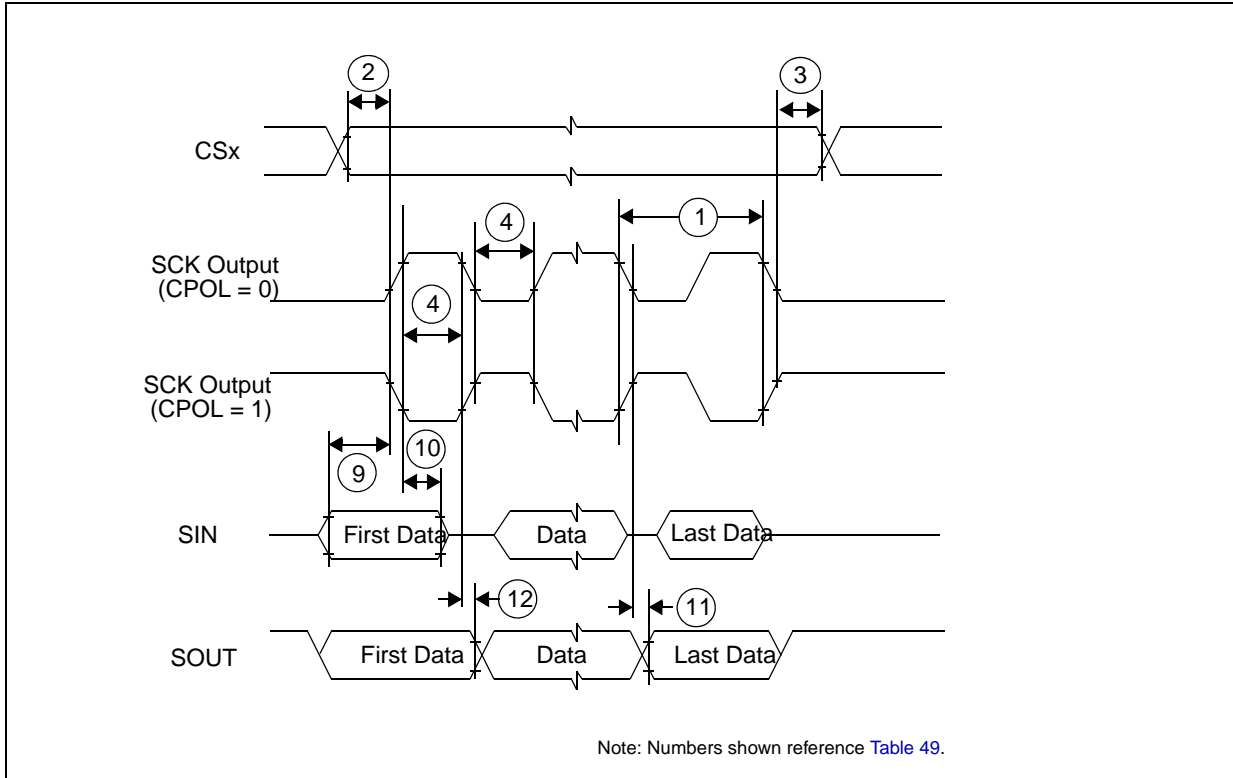 2
3
CSx
1
4
SCK Output
(CPOL = 0)
4
SCK Output
(CPOL = 1)
10
9
SIN
First Data
Data
Last Data
12
11
SOUT
First Data
Data
Last Data
Note: Numbers shown reference Table 49.